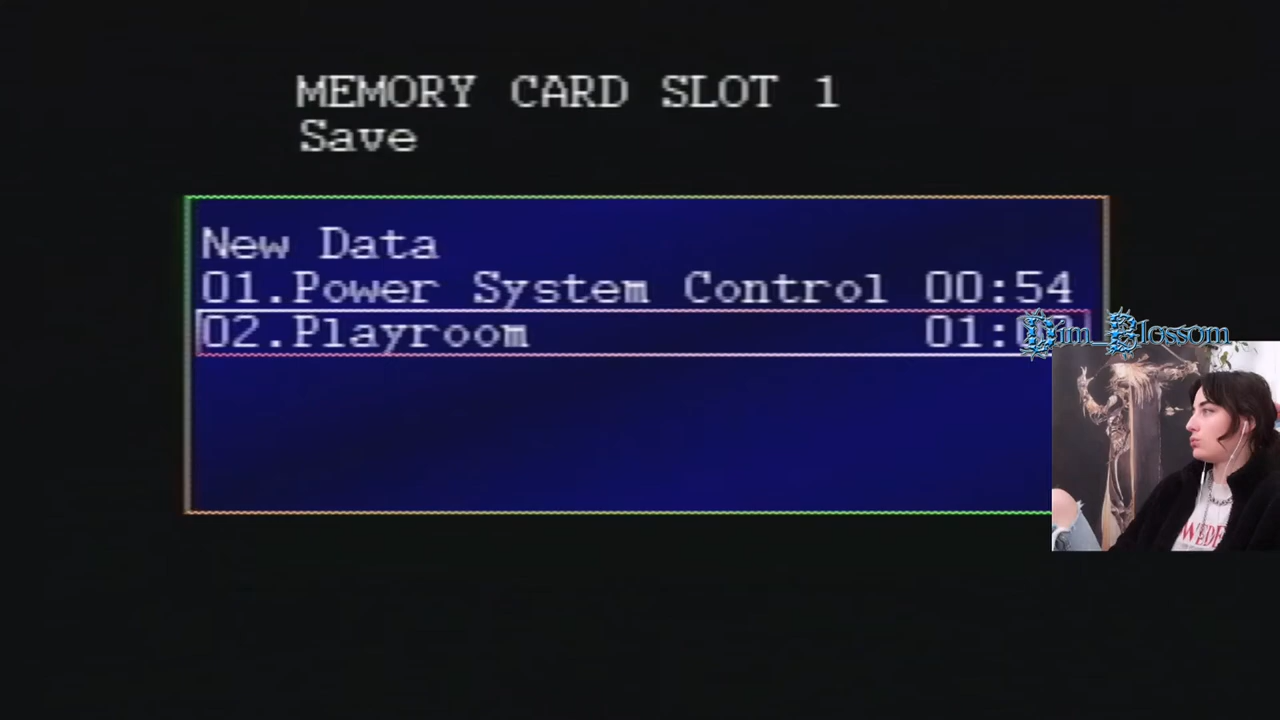 MEMORY CARD SLOT 1
Save
New Data
01.Power System Control 00:54
02.Playroom
Dim_Blossom